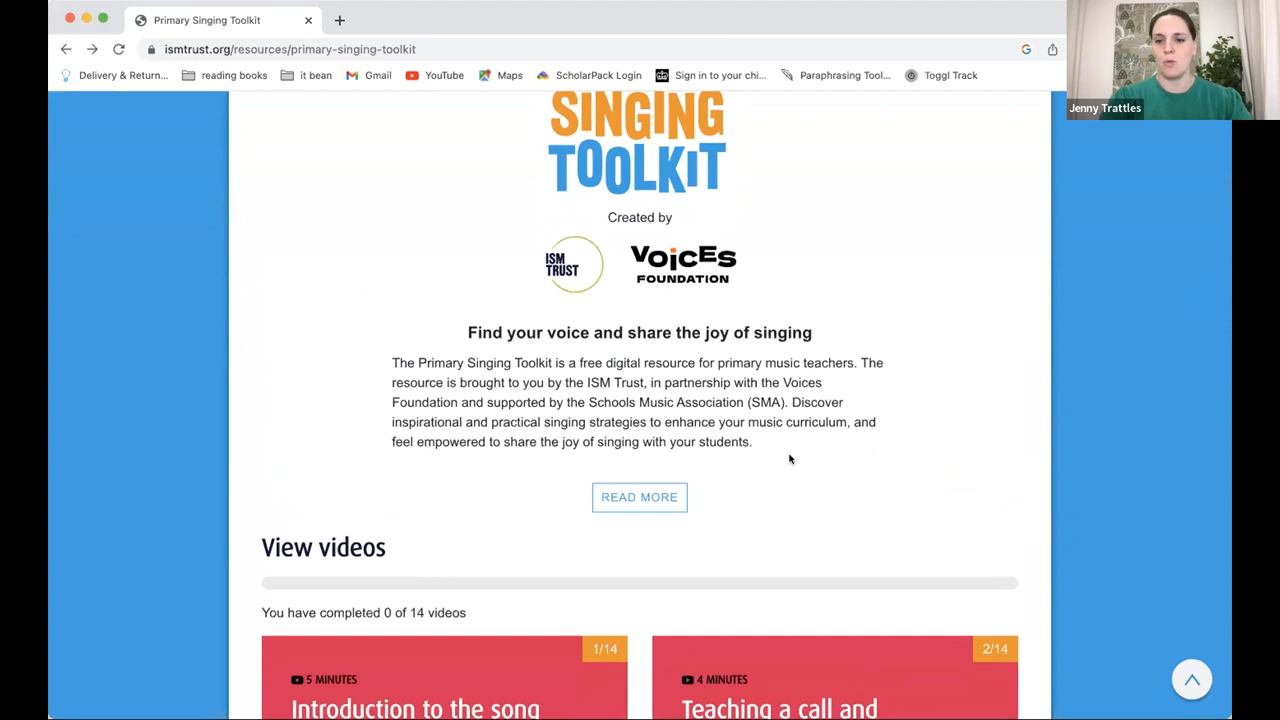 Primary Singing Toolkit
ismtrust.org/resources/primary-singing-toolkit
Delivery & Return... reading books it bean Gmail YouTube Maps ScholarPack Login Sign in to your chi... Paraphrasing Tool... Toggl Track
Jenny Trattles
SINGING
TOOLKIT
Created by
ISM
TRUST
VOICES
FOUNDATION
Find your voice and share the joy of singing
The Primary Singing Toolkit is a free digital resource for primary music teachers. The
resource is brought to you by the ISM Trust, in partnership with the Voices
Foundation and supported by the Schools Music Association (SMA). Discover
inspirational and practical singing strategies to enhance your music curriculum, and
feel empowered to share the joy of singing with your students.
READ MORE
View videos
You have completed 0 of 14 videos
1/14
5 MINUTES
Introduction to the song
2/14
4 MINUTES
Teaching a call and